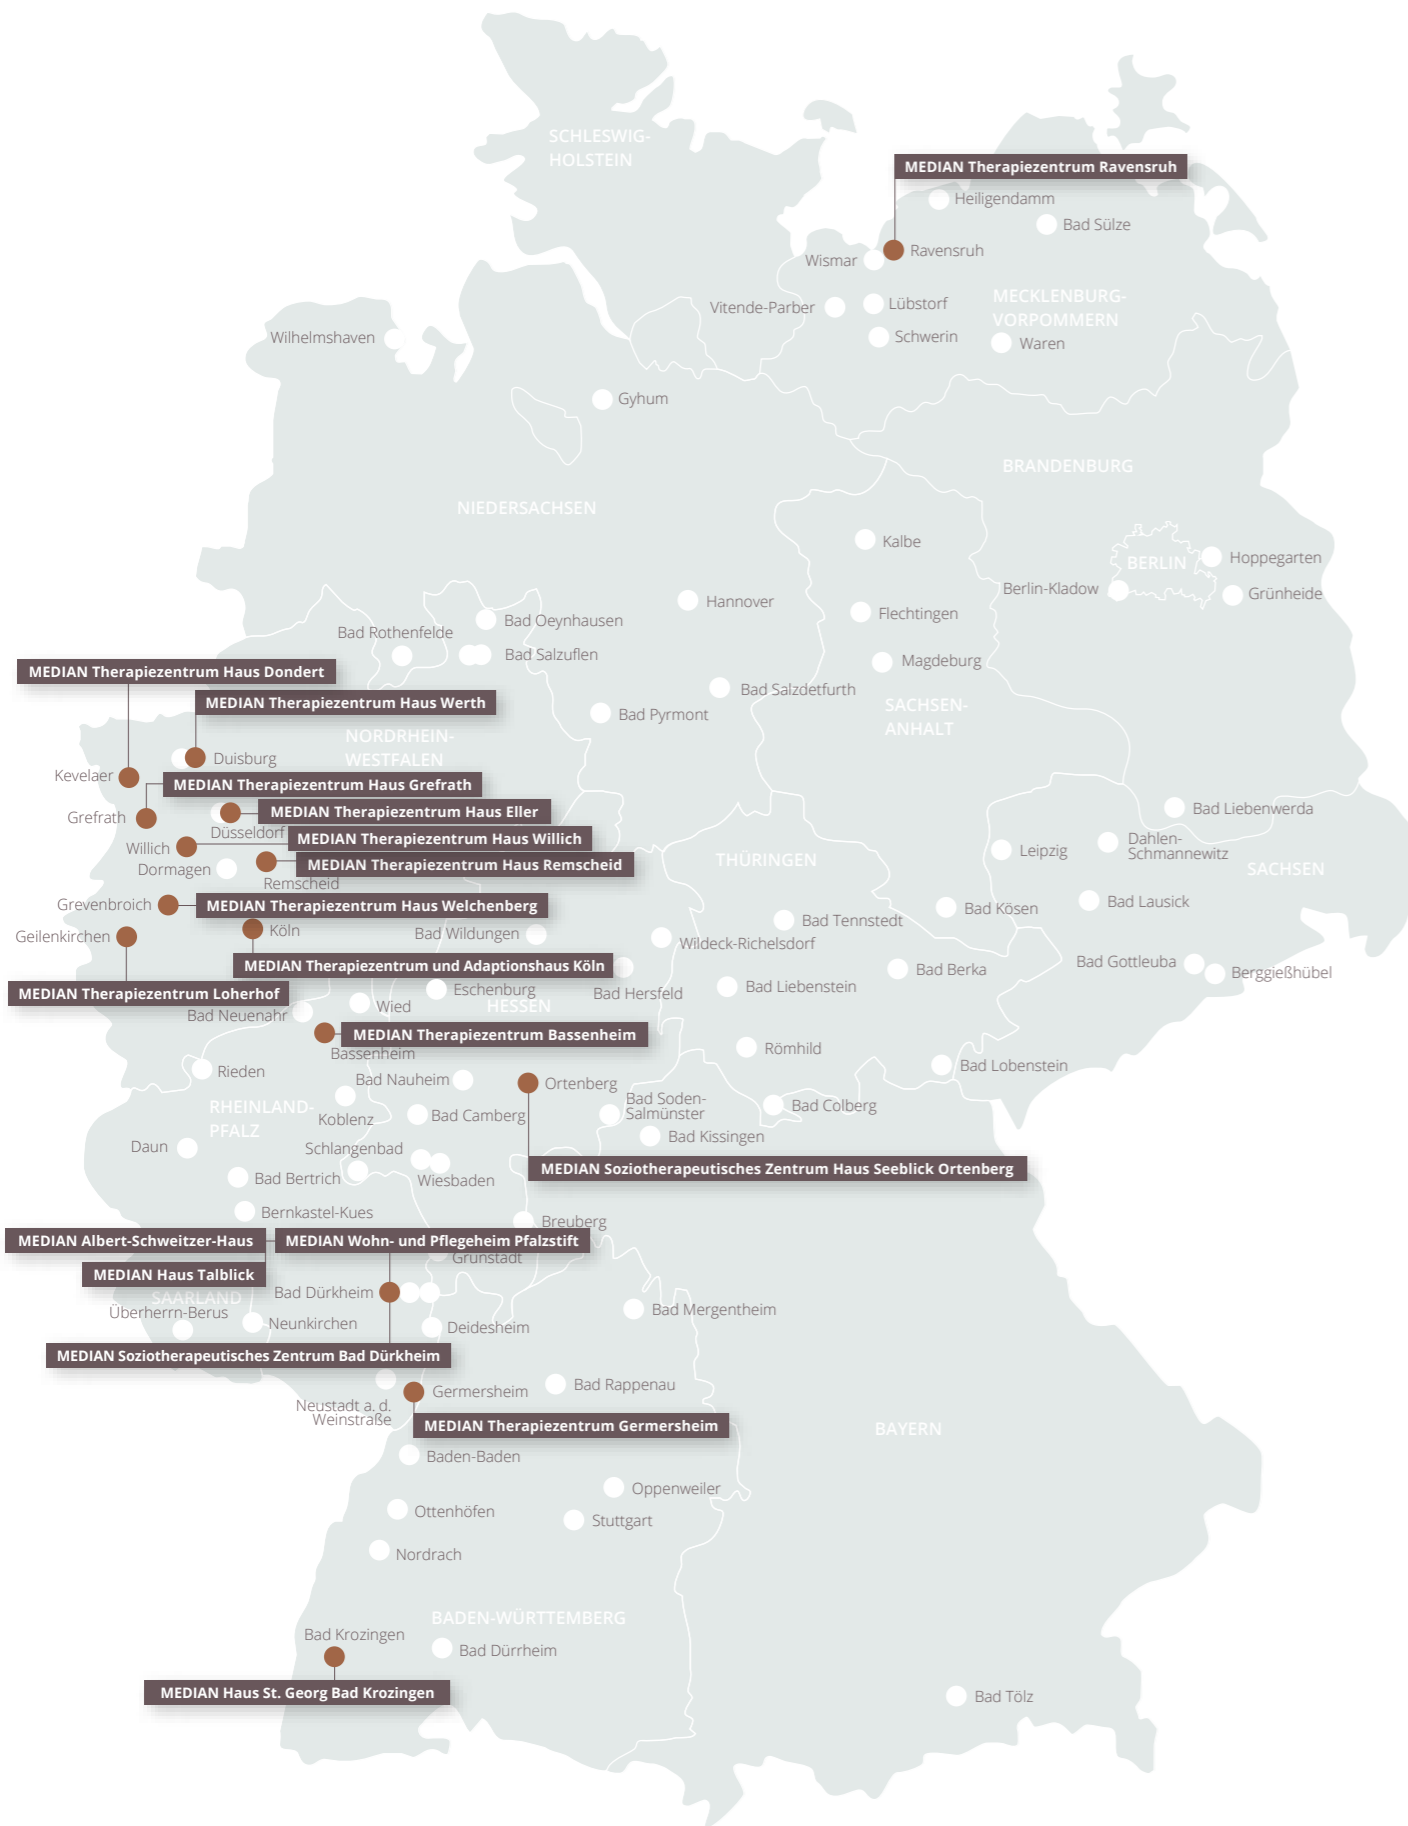 SCHLESWIG-
HOLSTEIN
MEDIAN Therapiezentrum Ravensruh
Heiligendamm
Bad Sülze
Ravensruh
Wismar
MECKLENBURG-
VORPOMMERN
Vitende-Parber
Lübstorf
Schwerin
Waren
Wilhelmshaven
Gyhum
BRANDENBURG
NIEDERSACHSEN
Kalbe
BERLIN
Hoppegarten
Berlin-Kladow
Grünheide
Hannover
Flechtingen
Bad Oeynhausen
Bad Rothenfelde
Bad Salzuflen
Magdeburg
MEDIAN Therapiezentrum Haus Dondert
Bad Salzdetfurth
MEDIAN Therapiezentrum Haus Werth
SACHSEN-
ANHALT
Bad Pyrmont
NORDRHEIN-
WESTFALEN
Duisburg
Kevelaer
MEDIAN Therapiezentrum Haus Grefrath
Grefrath
MEDIAN Therapiezentrum Haus Eller
Düsseldorf
Bad Liebenwerda
MEDIAN Therapiezentrum Haus Willich
Willich
Dahlen-
Schmannewitz
Leipzig
THÜRINGEN
MEDIAN Therapiezentrum Haus Remscheid
Dormagen
Remscheid
SACHSEN
Grevenbroich
MEDIAN Therapiezentrum Haus Welchenberg
Bad Kösen
Bad Lausick
Bad Tennstedt
Geilenkirchen
Köln
Bad Wildungen
Wildeck-Richelsdorf
MEDIAN Therapiezentrum und Adaptionshaus Köln
Bad Berka
Bad Gottleuba
Berggießhübel
MEDIAN Therapiezentrum Loherhof
Eschenburg
Bad Hersfeld
Bad Liebenstein
HESSEN
Wied
Bad Neuenahr
MEDIAN Therapiezentrum Bassenheim
Bassenheim
Römhild
Bad Lobenstein
Rieden
Bad Nauheim
Ortenberg
RHEINLAND-
PFALZ
Koblenz
Bad Camberg
Bad Soden-
Salmünster
Bad Colberg
Bad Kissingen
Daun
Schlangenbad
MEDIAN Soziotherapeutisches Zentrum Haus Seeblick Ortenberg
Bad Bertrich
Wiesbaden
Bernkastel-Kues
Breuberg
MEDIAN Albert-Schweitzer-Haus
MEDIAN Wohn- und Pflegeheim Pfalzstift
Grünstadt
MEDIAN Haus Talblick
SAARLAND
Bad Dürkheim
Überherrn-Berus
Neunkirchen
Deidesheim
Bad Mergentheim
MEDIAN Soziotherapeutisches Zentrum Bad Dürkheim
Neustadt a. d.
Weinstraße
Germersheim
Bad Rappenau
MEDIAN Therapiezentrum Germersheim
BAYERN
Baden-Baden
Oppenweiler
Ottenhöfen
Stuttgart
Nordrach
BADEN-WÜRTTEMBERG
Bad Krozingen
Bad Dürrheim
MEDIAN Haus St. Georg Bad Krozingen
Bad Tölz